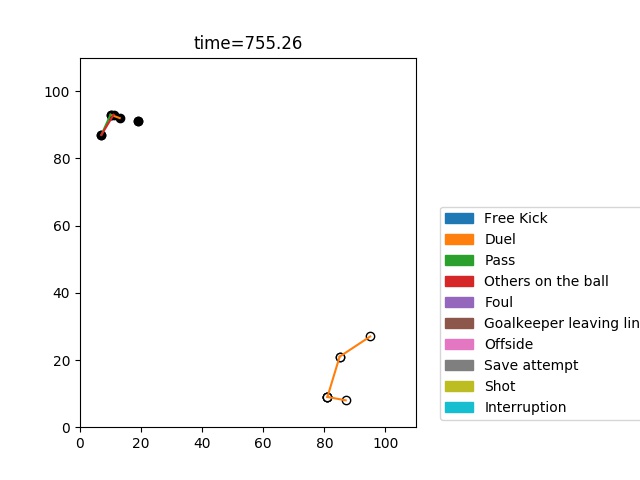 time=755.26
100
80
60
40
20
0
0 20 40 60 80 100
Free Kick
Duel
Pass
Others on the ball
Foul
Goalkeeper leaving lin
Offside
Save attempt
Shot
Interruption